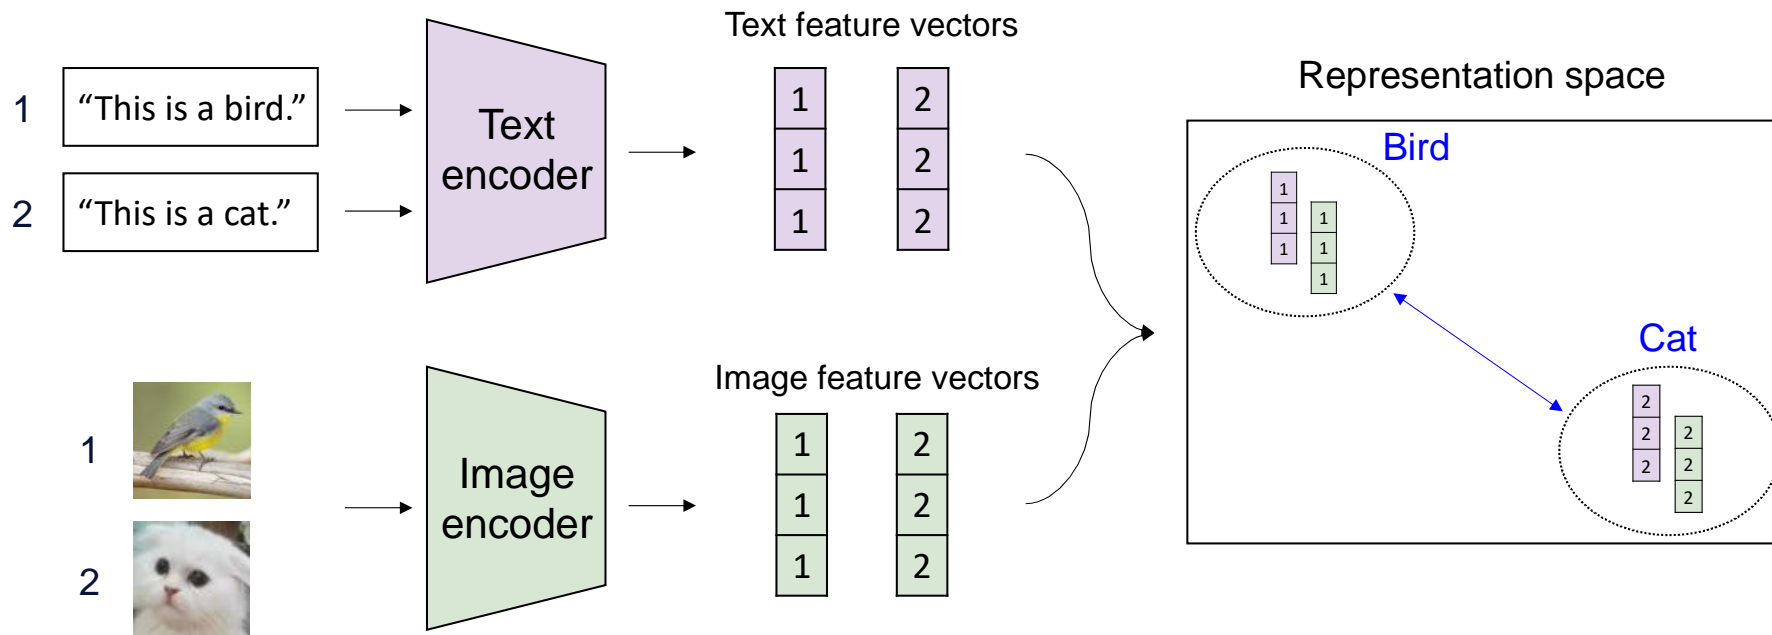 Text feature vectors
1 “This is a bird.”
2 “This is a cat.”
Text
encoder
1 2
1 2
1 2
Representation space
Bird
1
1
1
1
1
1
Cat
2
2
2
2
2
2
1
2
Image
encoder
Image feature vectors
1 2
1 2
1 2